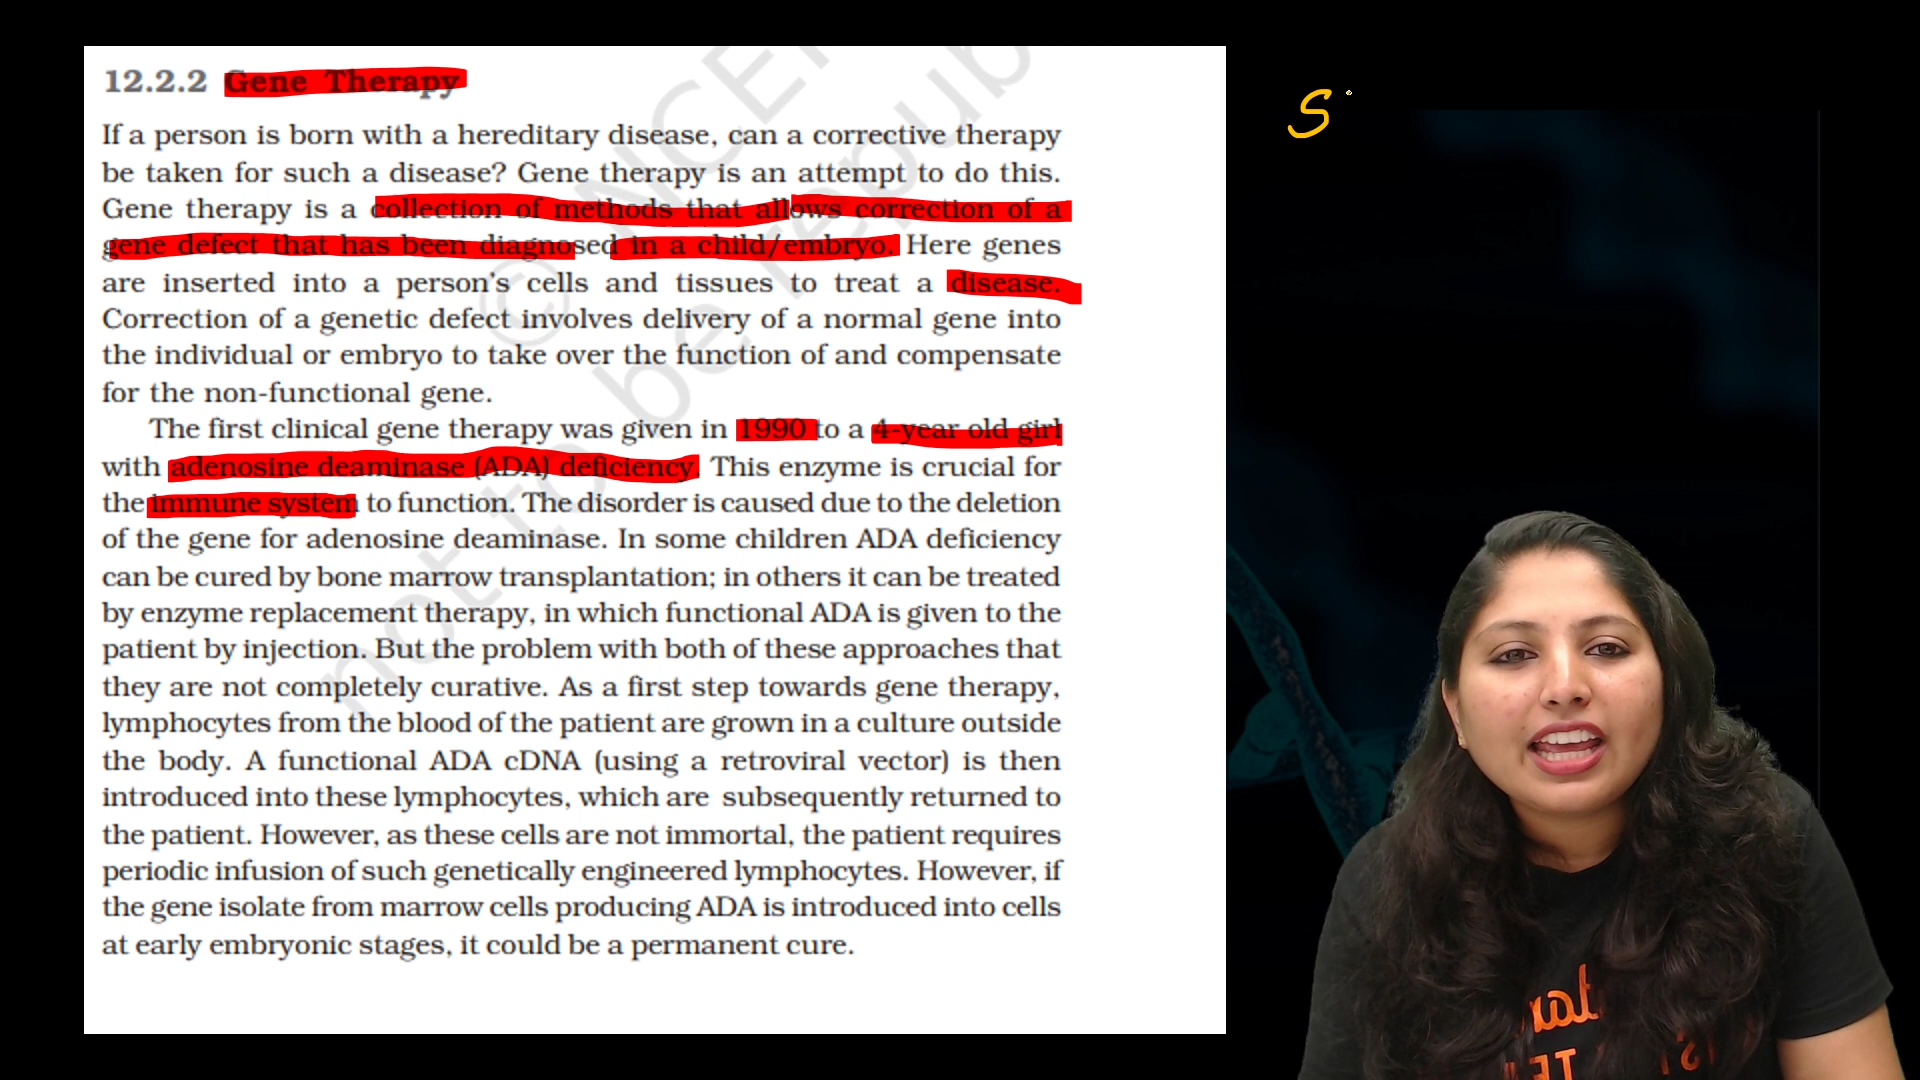 12.2.2 Gene Therapy
If a person is born with a hereditary disease, can a corrective therapy
be taken for such a disease? Gene therapy is an attempt to do this.
Gene therapy is a collection of methods that allows correction of a
gene defect that has been diagnosed in a child/embryo. Here genes
are inserted into a person's cells and tissues to treat a disease.
Correction of a genetic defect involves delivery of a normal gene into
the individual or embryo to take over the function of and compensate
for the non-functional gene.
The first clinical gene therapy was given in 1990 to a 4-year old girl
with adenosine deaminase (ADA) deficiency. This enzyme is crucial for
the immune system to function. The disorder is caused due to the deletion
of the gene for adenosine deaminase. In some children ADA deficiency
can be cured by bone marrow transplantation; in others it can be treated
by enzyme replacement therapy, in which functional ADA is given to the
patient by injection. But the problem with both of these approaches that
they are not completely curative. As a first step towards gene therapy,
lymphocytes from the blood of the patient are grown in a culture outside
the body. A functional ADA cDNA (using a retroviral vector) is then
introduced into these lymphocytes, which are subsequently returned to
the patient. However, as these cells are not immortal, the patient requires
periodic infusion of such genetically engineered lymphocytes. However, if
the gene isolate from marrow cells producing ADA is introduced into cells
at early embryonic stages, it could be a permanent cure.
© NCE
not to be repub
S